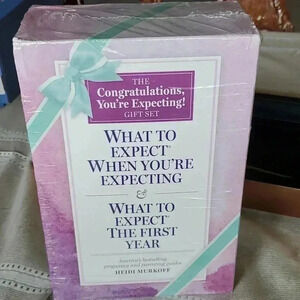 THE
Congratulations,
You're Expecting!
GIFT SET
WHAT TO
EXPECT®
WHEN YOU'RE
EXPECTING
&
WHAT TO
EXPECT®
THE FIRST
YEAR
America's bestselling
pregnancy and parenting guides
HEIDI MURKOFF